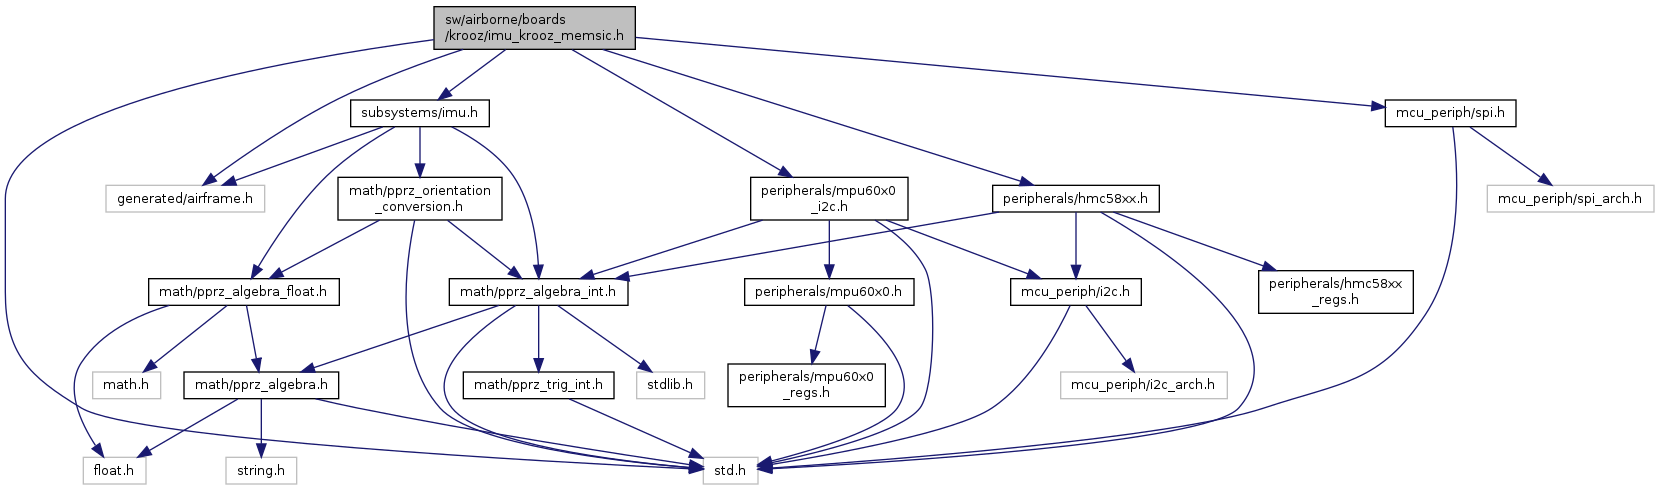 sw/airborne/boards
/krooz/imu_krooz_memsic.h
subsystems/imu.h
mcu_periph/spi.h
generated/airframe.h
math/pprz_orientation
_conversion.h
peripherals/mpu60x0
_i2c.h
peripherals/hmc58xx.h
mcu_periph/spi_arch.h
math/pprz_algebra_float.h
math/pprz_algebra_int.h
peripherals/mpu60x0.h
mcu_periph/i2c.h
peripherals/hmc58xx
_regs.h
math.h
math/pprz_algebra.h
math/pprz_trig_int.h
stdlib.h
peripherals/mpu60x0
_regs.h
mcu_periph/i2c_arch.h
float.h
string.h
std.h